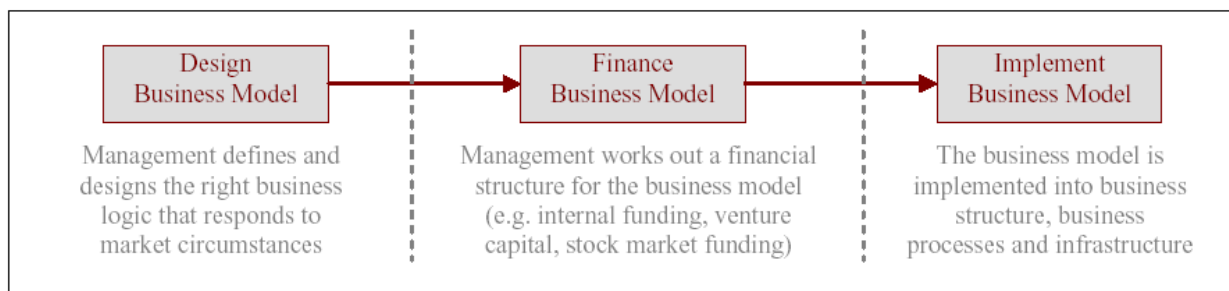 Design
Business Model
Management defines and
designs the right business
logic that responds to
market circumstances
Finance
Business Model
Management works out a financial
structure for the business model
(e.g. internal funding, venture
capital, stock market funding)
Implement
Business Model
The business model is
implemented into business
structure, business
processes and infrastructure